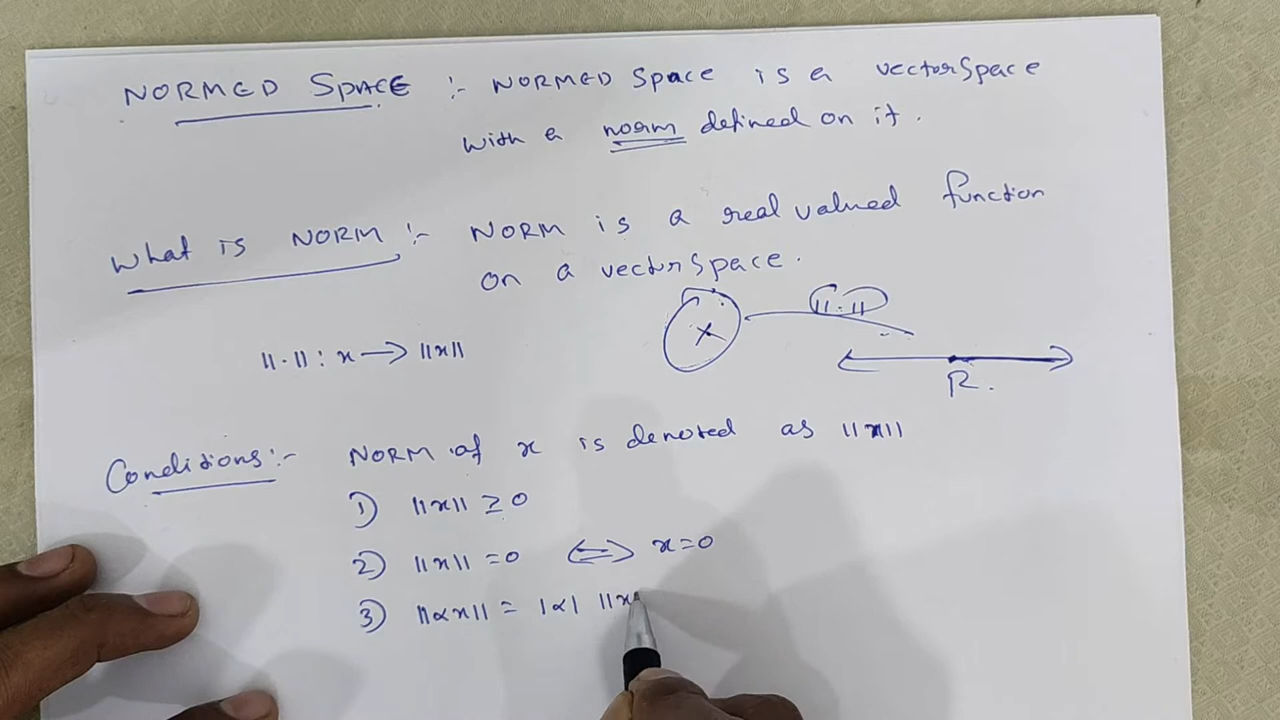 NORMED SPACE :- NORMED Space is a vectorSpace
with a norm defined on it.
What is NORM :- NORM is a real valued function
on a vectorspace.
||·||
X
||·|| : x → ||x||
R.
Conditions:- NORM of x is denoted as ||x||
1) ||x|| ≥ 0
2) ||x|| = 0 ⟺ x=0
3) ||αx|| = |α| ||x